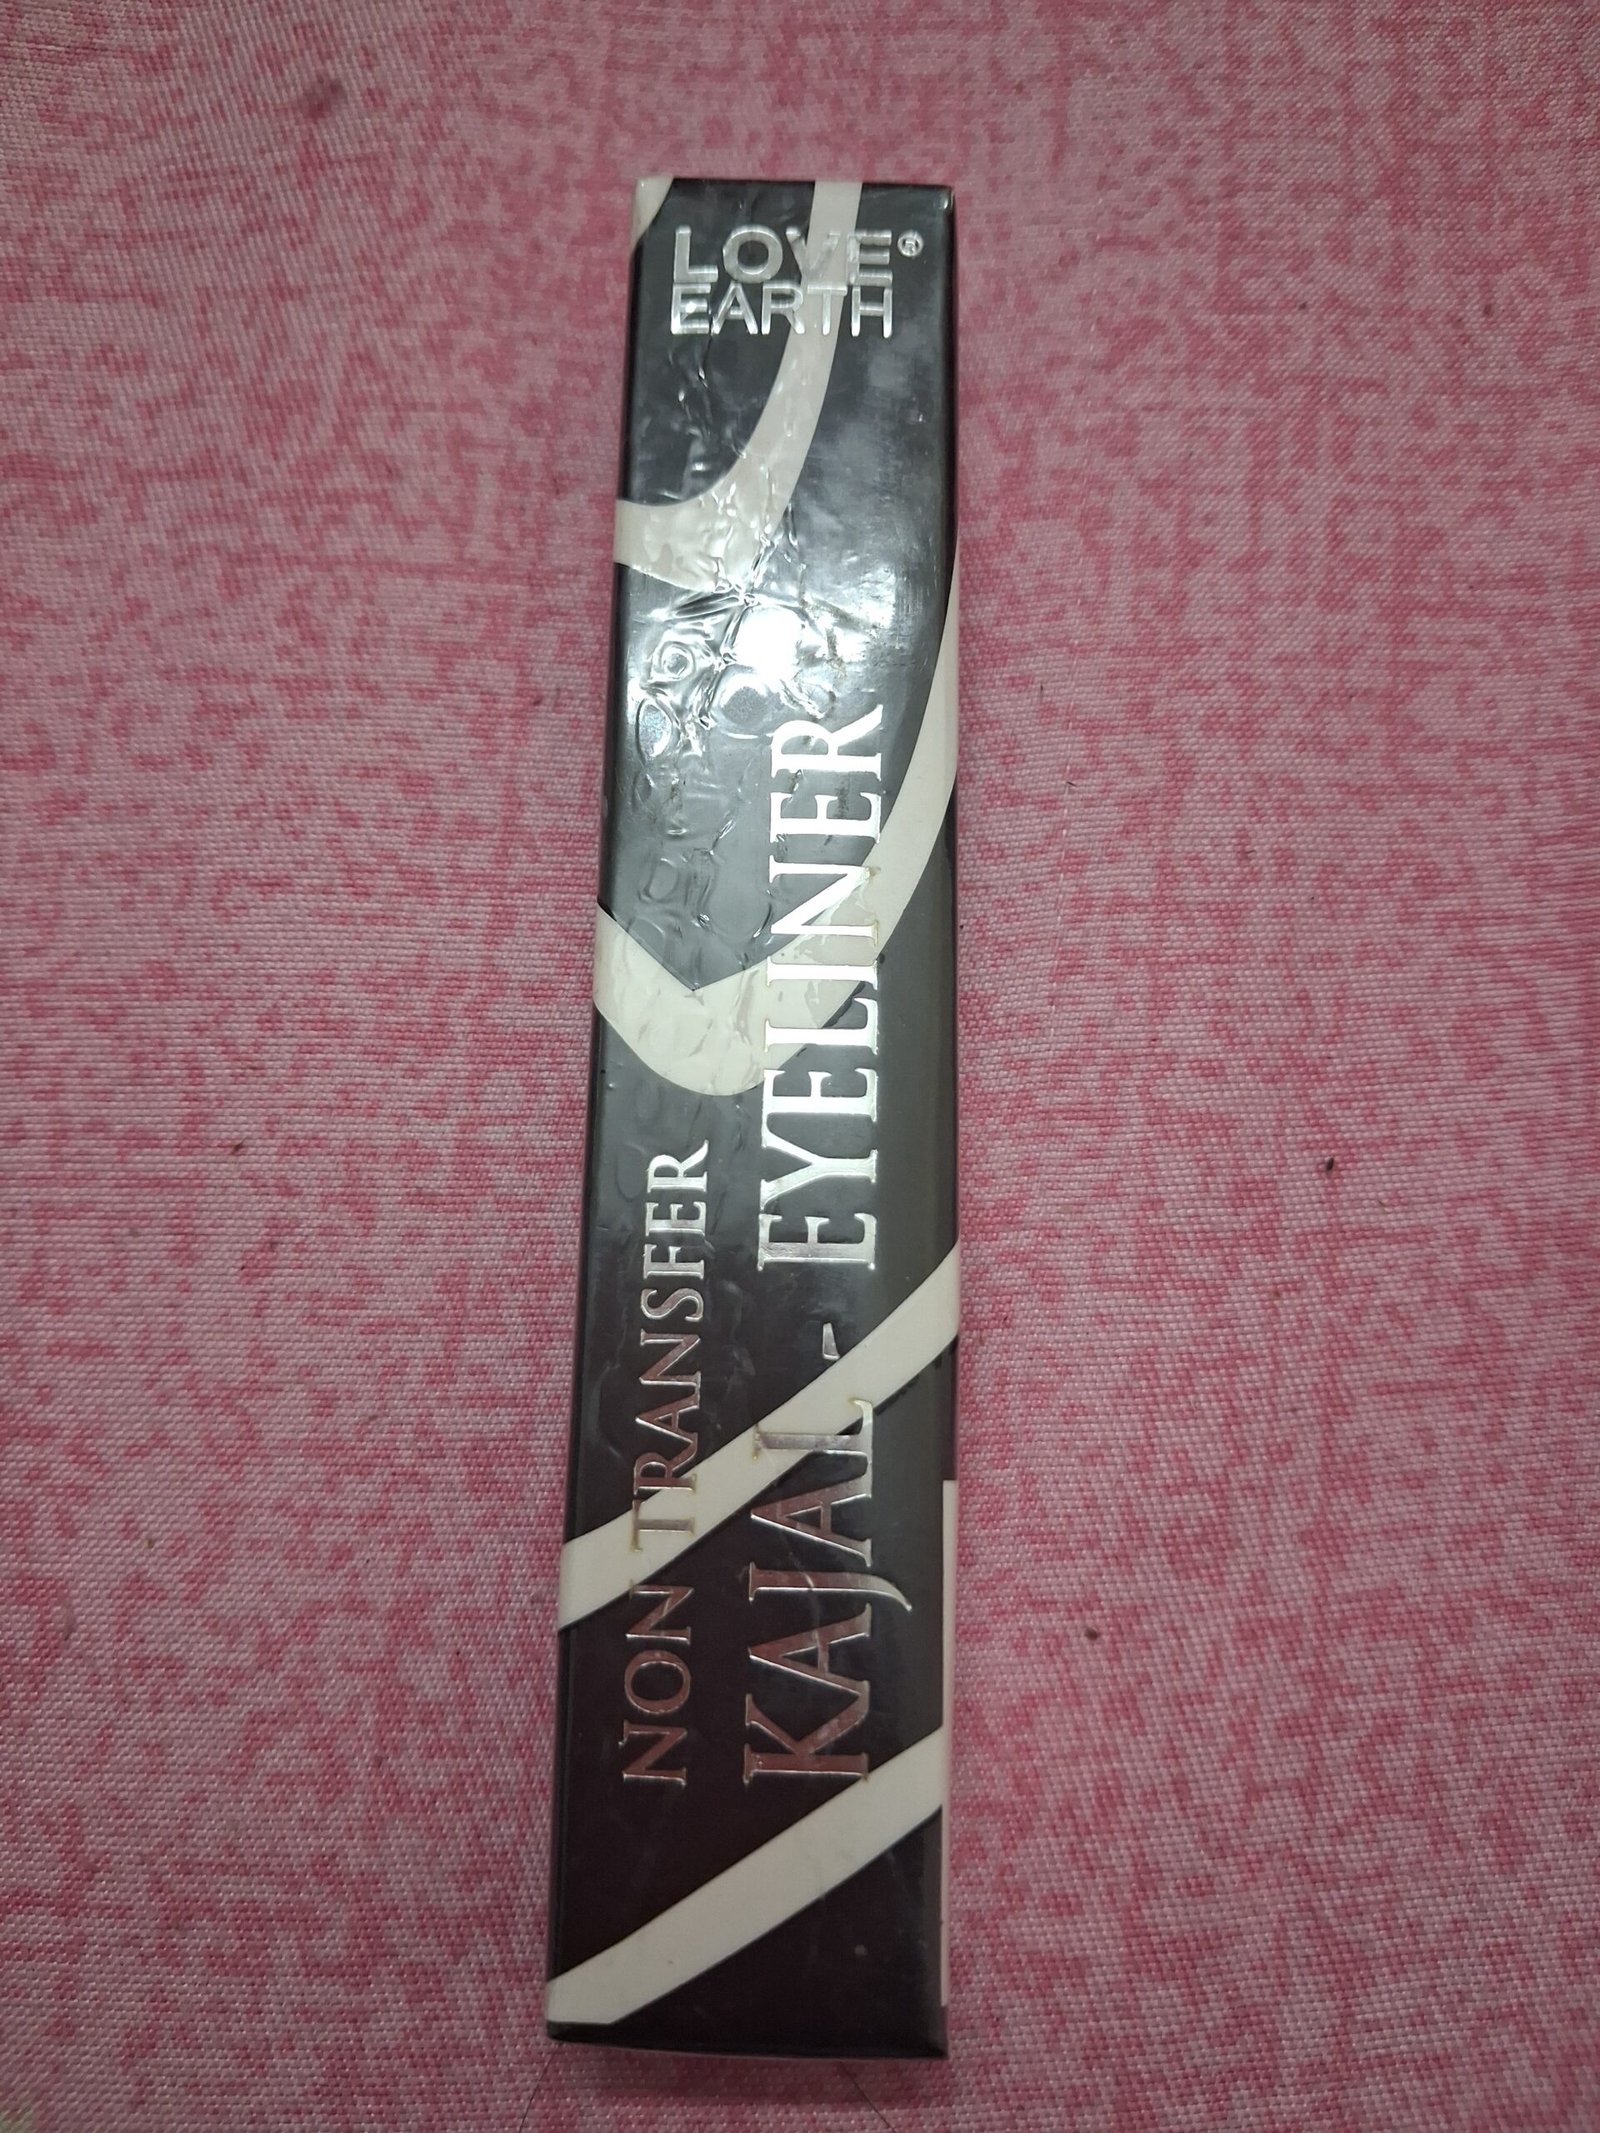 LOVE®
EARTH
NON TRANSFER
KAJAL - EYELINER